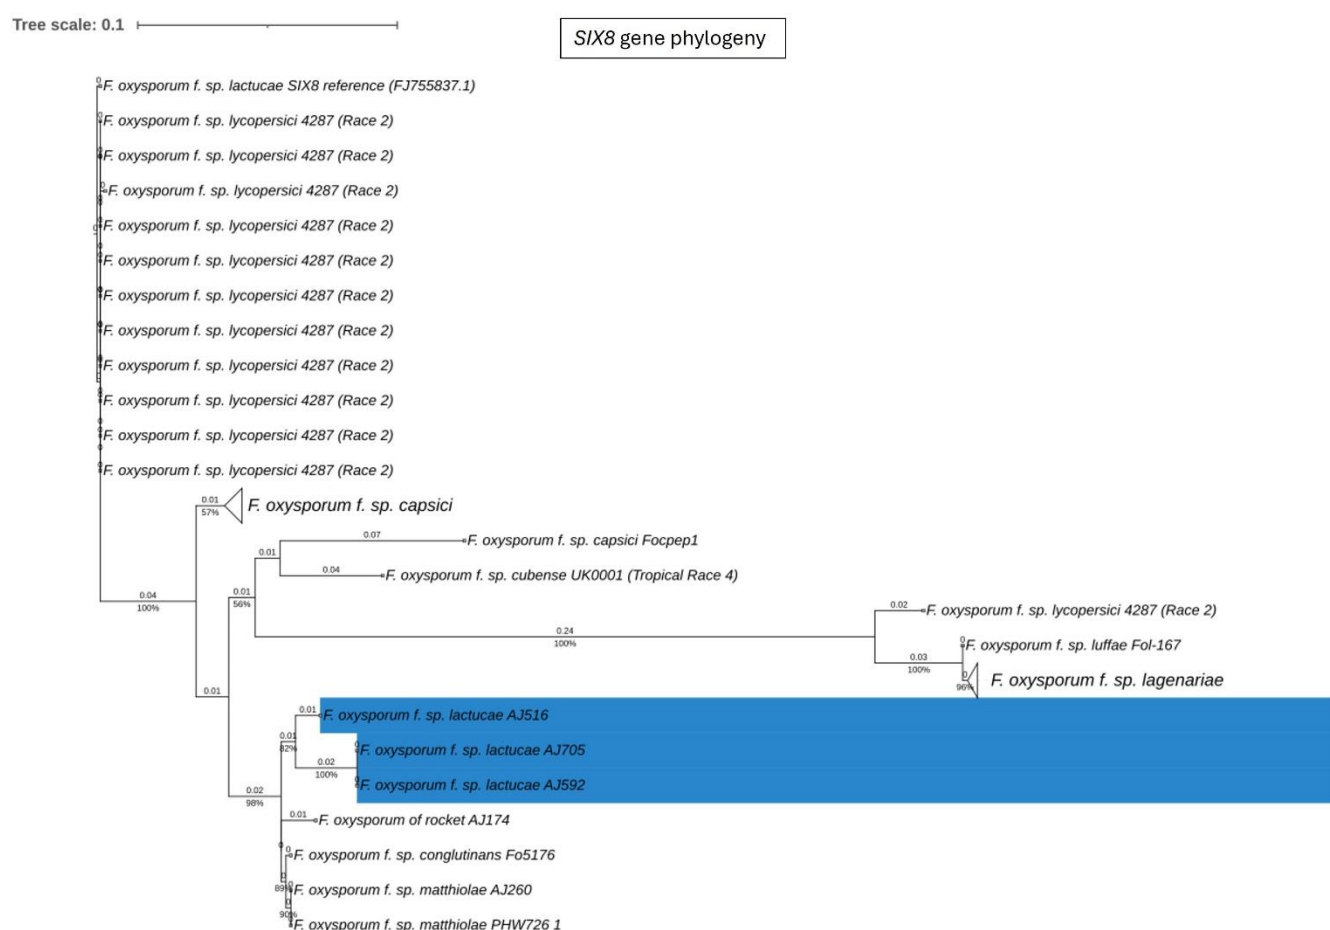 Tree scale: 0.1
SIX8 gene phylogeny
F. oxysporum f. sp. lactucae SIX8 reference (FJ755837.1)
F. oxysporum f. sp. lycopersici 4287 (Race 2)
F. oxysporum f. sp. lycopersici 4287 (Race 2)
F. oxysporum f. sp. lycopersici 4287 (Race 2)
F. oxysporum f. sp. lycopersici 4287 (Race 2)
F. oxysporum f. sp. lycopersici 4287 (Race 2)
F. oxysporum f. sp. lycopersici 4287 (Race 2)
F. oxysporum f. sp. lycopersici 4287 (Race 2)
F. oxysporum f. sp. lycopersici 4287 (Race 2)
F. oxysporum f. sp. lycopersici 4287 (Race 2)
F. oxysporum f. sp. lycopersici 4287 (Race 2)
F. oxysporum f. sp. lycopersici 4287 (Race 2)
0.01
57%
F. oxysporum f. sp. capsici
0.07
F. oxysporum f. sp. capsici Focpep1
0.01
0.04
F. oxysporum f. sp. cubense UK0001 (Tropical Race 4)
0.01
56%
0.04
100%
0.02
F. oxysporum f. sp. lycopersici 4287 (Race 2)
0.24
100%
F. oxysporum f. sp. luffae Fol-167
0.03
100%
F. oxysporum f. sp. lagenariae
96%
0.01
0.01
F. oxysporum f. sp. lactucae AJ516
0.01
82%
F. oxysporum f. sp. lactucae AJ705
0.02
100%
F. oxysporum f. sp. lactucae AJ592
0.02
98%
0.01
F. oxysporum of rocket AJ174
F. oxysporum f. sp. conglutinans Fo5176
89%
F. oxysporum f. sp. matthiolae AJ260
90%
F. oxysporum f. sp. matthiolae PHW726 1